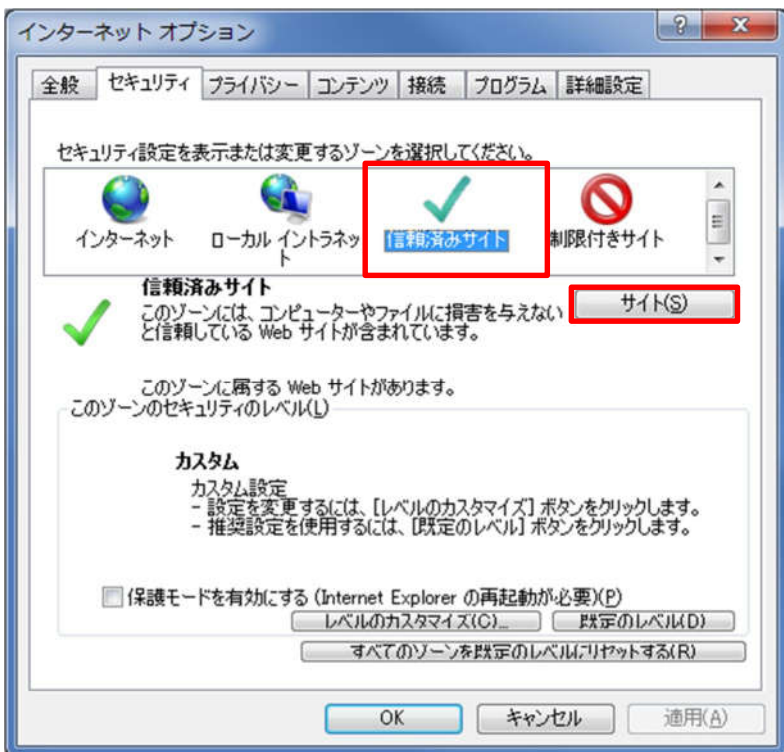 インターネット オプション
全般 セキュリティ プライバシー コンテンツ 接続 プログラム 詳細設定
セキュリティ設定を表示または変更するゾーンを選択してください。
インターネット
ローカル イントラネッ
ト
信頼済みサイト
制限付きサイト
信頼済みサイト
サイト(S)
このゾーンには、コンピューターやファイルに損害を与えない
と信頼している Web サイトが含まれています。
このゾーンに属する Web サイトがあります。
このゾーンのセキュリティのレベル(L)
カスタム
カスタム設定
- 設定を変更するには、[レベルのカスタマイズ] ボタンをクリックします。
- 推奨設定を使用するには、[既定のレベル] ボタンをクリックします。
保護モードを有効にする (Internet Explorer の再起動が必要)(P)
レベルのカスタマイズ(C)... 既定のレベル(D)
すべてのゾーンを既定のレベルにリセットする(R)
OK キャンセル 適用(A)